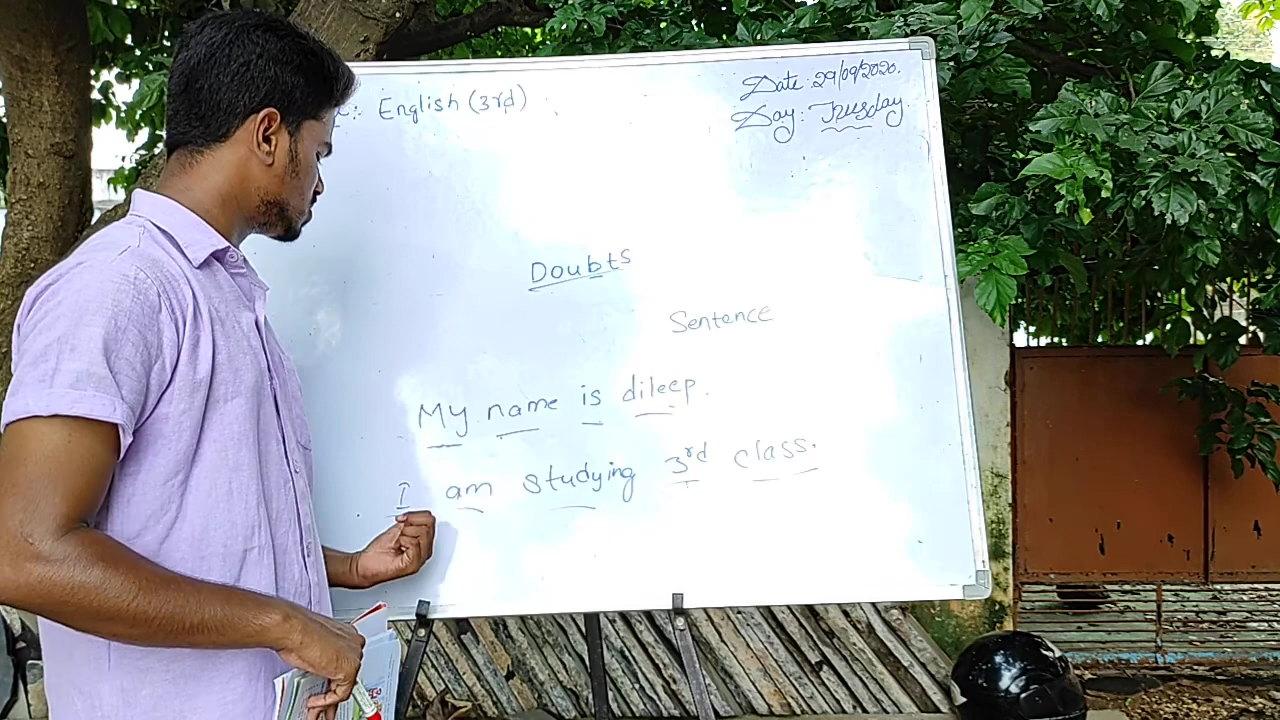 English (3rd)
Date: 29/09/2020.
Day: Tuesday.
Doubts
Sentence
My name is dileep.
I am studying 3rd class.